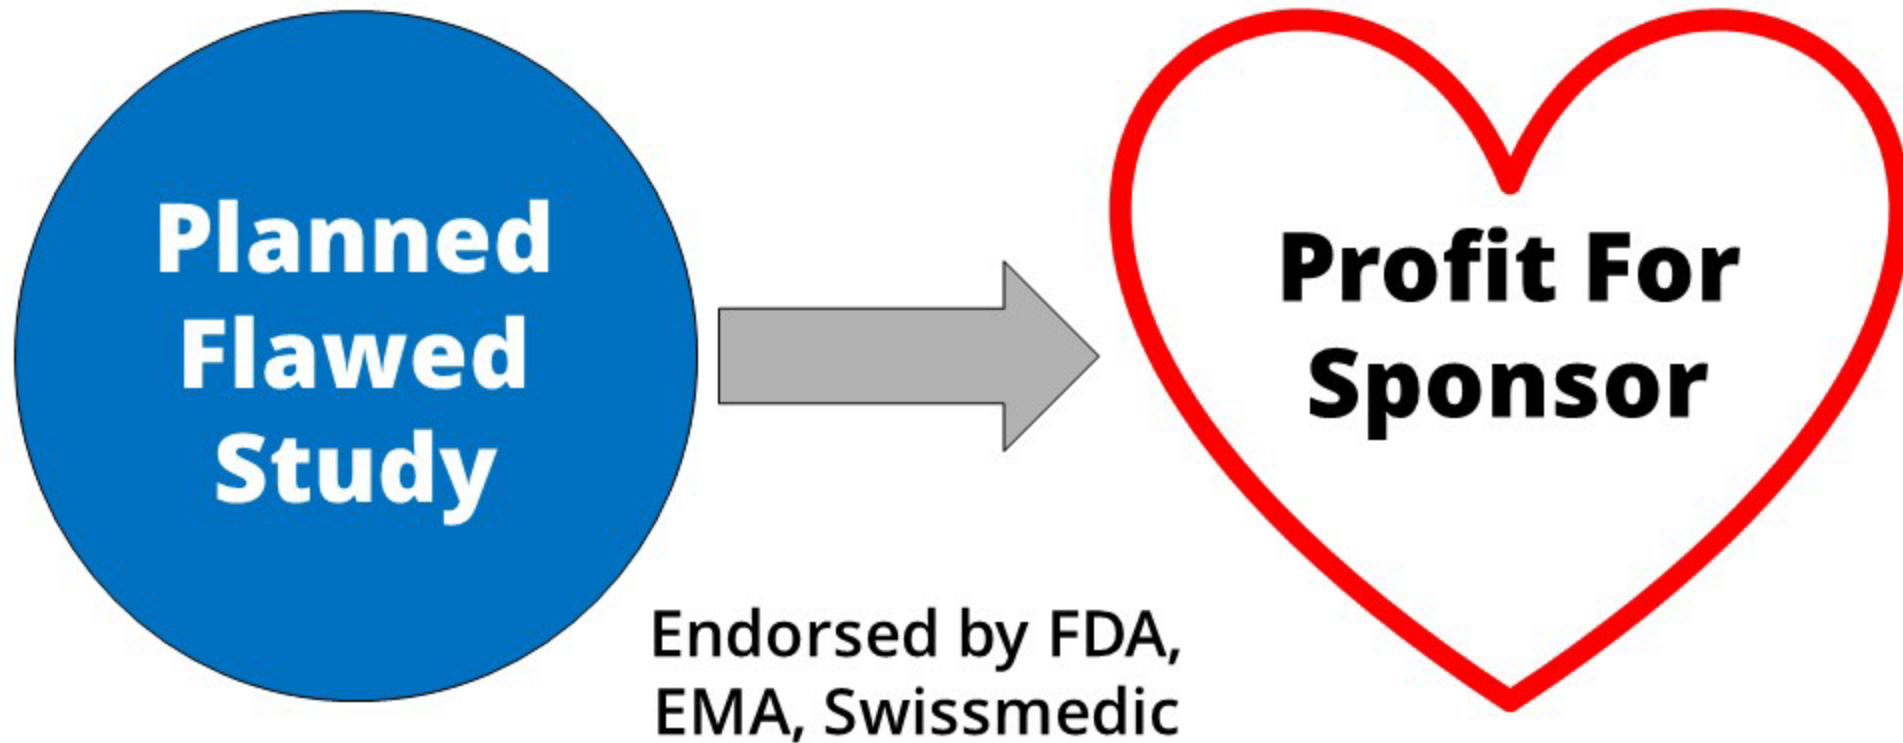 Planned
Flawed
Study
Profit For
Sponsor
Endorsed by FDA,
EMA, Swissmedic